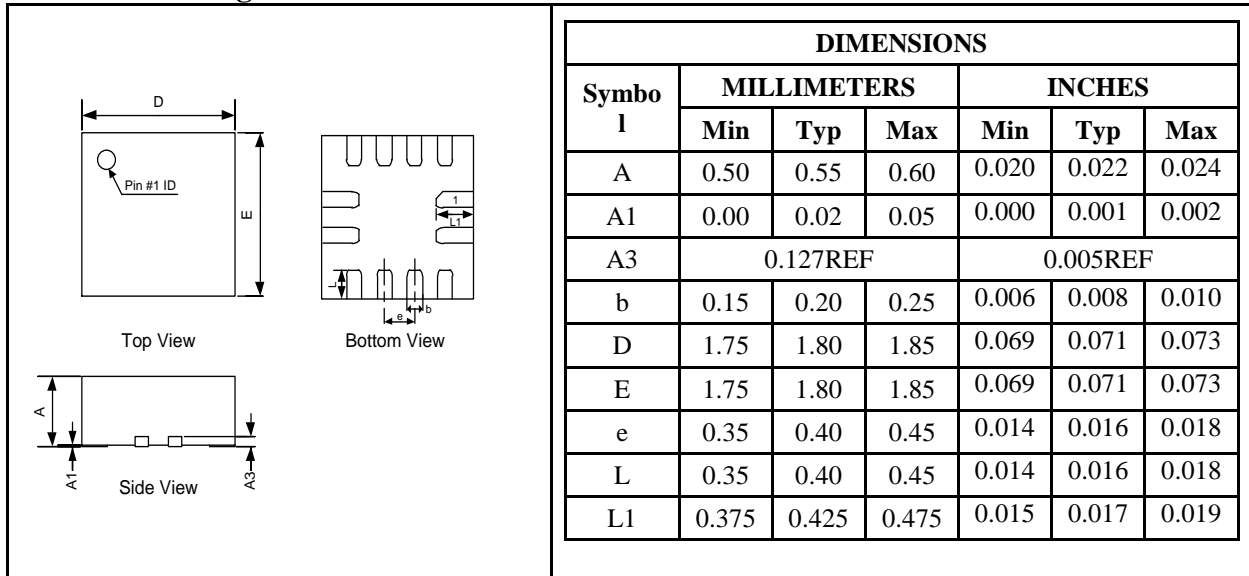 D
Pin #1 ID
E
1
L1
L
e
b
Top View
Bottom View
A
A1
A3
Side View
DIMENSIONS
Symbol MILLIMETERS INCHES
Min Typ Max Min Typ Max
A 0.50 0.55 0.60 0.020 0.022 0.024
A1 0.00 0.02 0.05 0.000 0.001 0.002
A3 0.127REF 0.005REF
b 0.15 0.20 0.25 0.006 0.008 0.010
D 1.75 1.80 1.85 0.069 0.071 0.073
E 1.75 1.80 1.85 0.069 0.071 0.073
e 0.35 0.40 0.45 0.014 0.016 0.018
L 0.35 0.40 0.45 0.014 0.016 0.018
L1 0.375 0.425 0.475 0.015 0.017 0.019